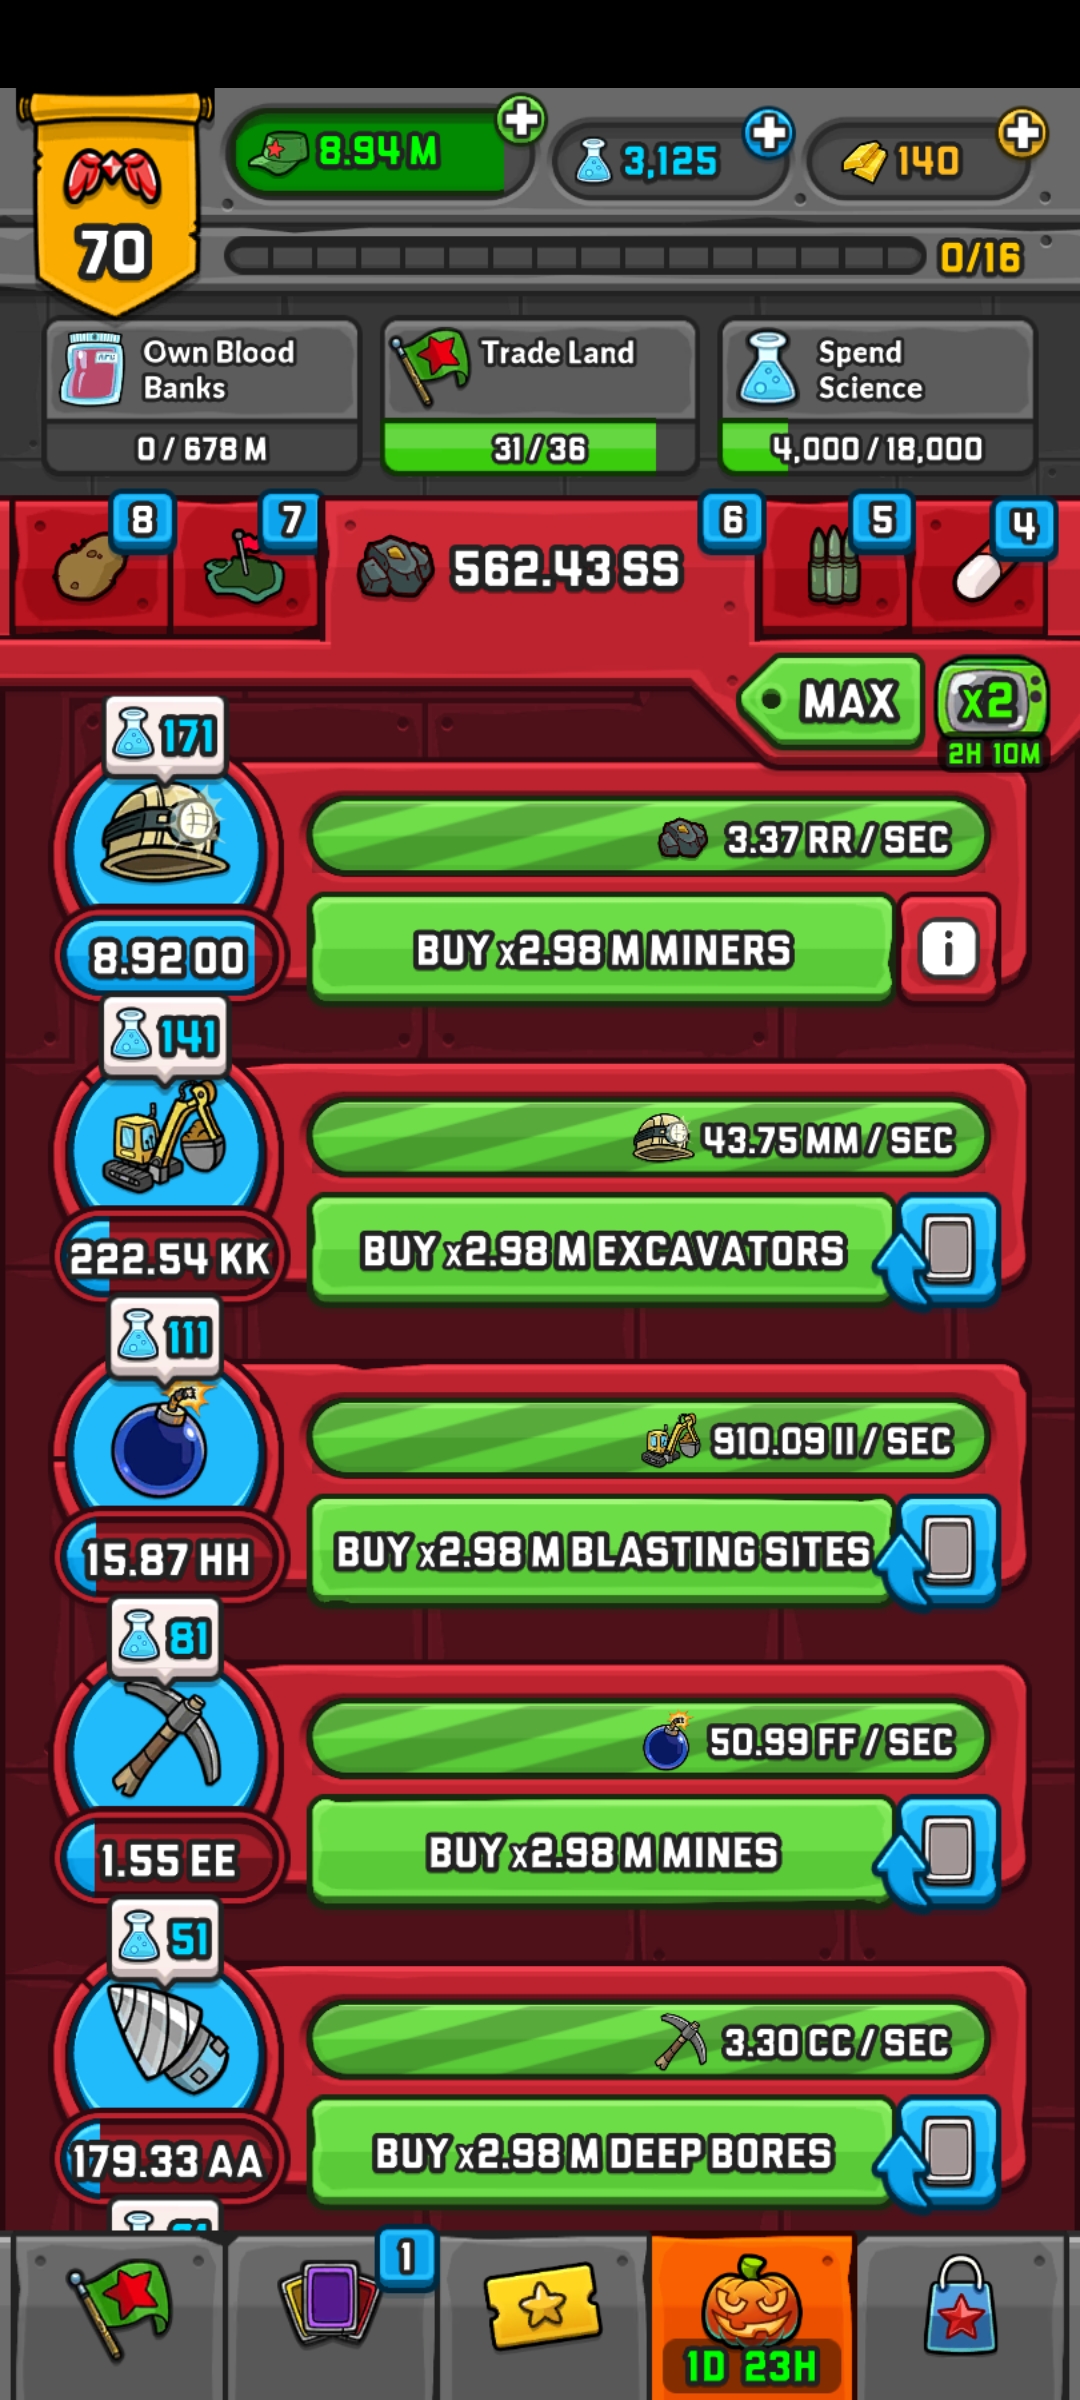 8.94 M
3,125
140
70
0/16
Own Blood
Banks
0 / 678 M
Trade Land
31 / 36
Spend
Science
4,000 / 18,000
8
7
562.43 SS
6
5
4
MAX
x2
2H 10M
171
3.37 RR / SEC
8.92 OO
BUY x2.98 M MINERS
i
141
43.75 MM / SEC
222.54 KK
BUY x2.98 M EXCAVATORS
111
910.09 II / SEC
15.87 HH
BUY x2.98 M BLASTING SITES
81
50.99 FF / SEC
1.55 EE
BUY x2.98 M MINES
51
3.30 CC / SEC
179.33 AA
BUY x2.98 M DEEP BORES
1
1D 23H